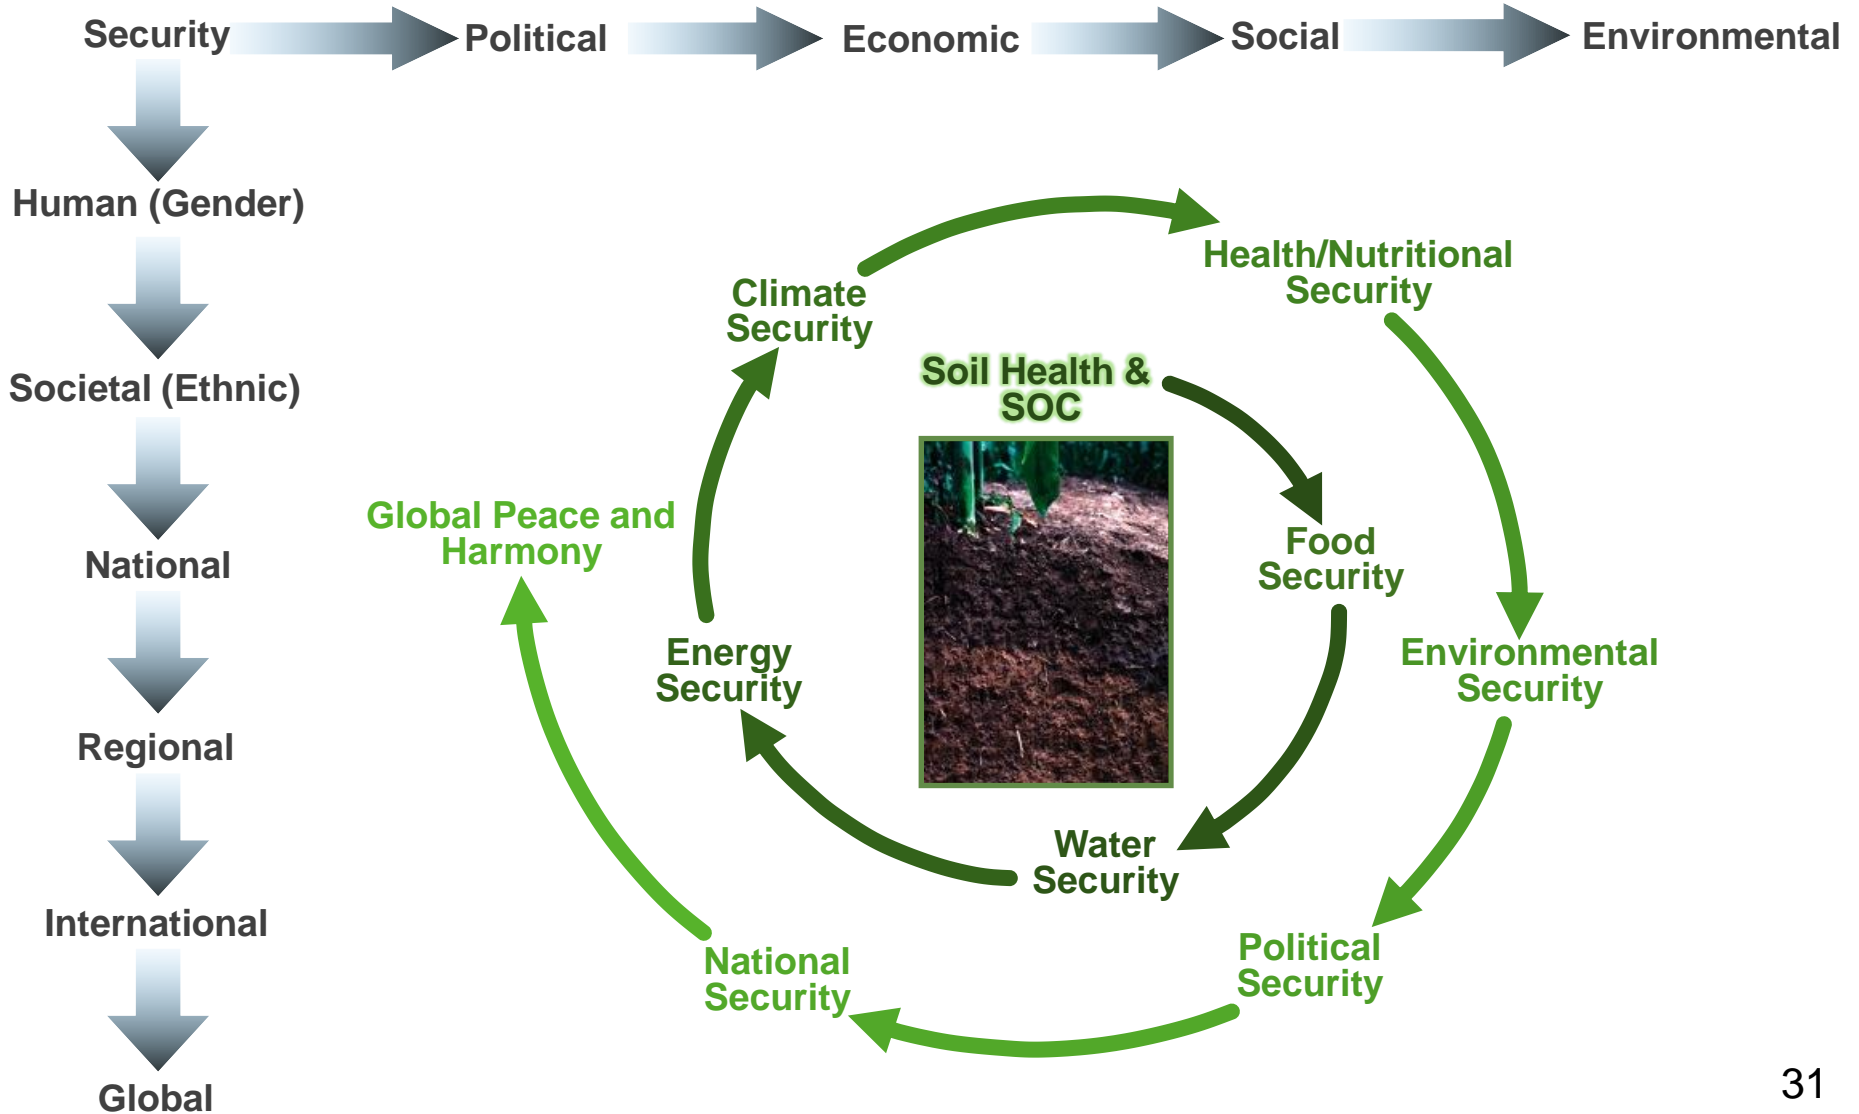 Security Political Economic Social Environmental
Human (Gender)
Societal (Ethnic)
National
Regional
International
Global
Soil Health &
SOC
Food
Security
Water
Security
Energy
Security
Climate
Security
Health/Nutritional
Security
Environmental
Security
Political
Security
National
Security
Global Peace and
Harmony
31